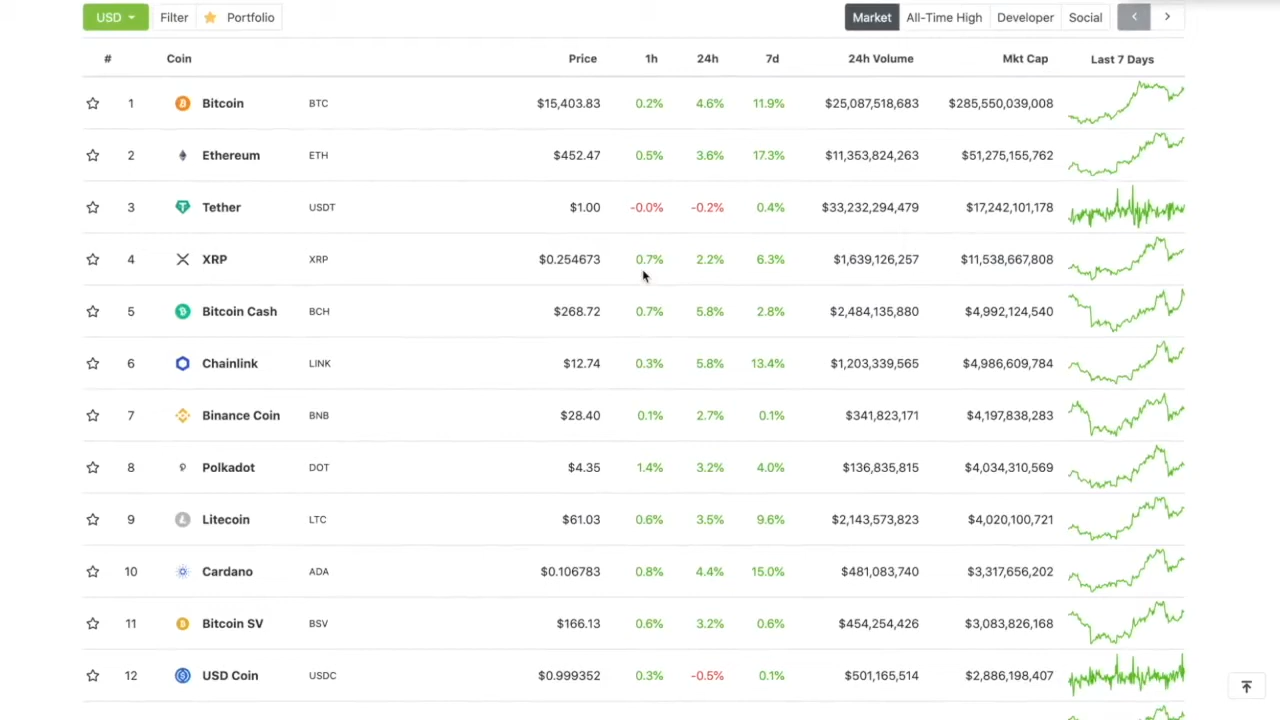 USD Filter Portfolio Market All-Time High Developer Social
# Coin Price 1h 24h 7d 24h Volume Mkt Cap Last 7 Days
1 Bitcoin BTC $15,403.83 0.2% 4.6% 11.9% $25,087,518,683 $285,550,039,008
2 Ethereum ETH $452.47 0.5% 3.6% 17.3% $11,353,824,263 $51,275,155,762
3 Tether USDT $1.00 -0.0% -0.2% 0.4% $33,232,294,479 $17,242,101,178
4 XRP XRP $0.254673 0.7% 2.2% 6.3% $1,639,126,257 $11,538,667,808
5 Bitcoin Cash BCH $268.72 0.7% 5.8% 2.8% $2,484,135,880 $4,992,124,540
6 Chainlink LINK $12.74 0.3% 5.8% 13.4% $1,203,339,565 $4,986,609,784
7 Binance Coin BNB $28.40 0.1% 2.7% 0.1% $341,823,171 $4,197,838,283
8 Polkadot DOT $4.35 1.4% 3.2% 4.0% $136,835,815 $4,034,310,569
9 Litecoin LTC $61.03 0.6% 3.5% 9.6% $2,143,573,823 $4,020,100,721
10 Cardano ADA $0.106783 0.8% 4.4% 15.0% $481,083,740 $3,317,656,202
11 Bitcoin SV BSV $166.13 0.6% 3.2% 0.6% $454,254,426 $3,083,826,168
12 USD Coin USDC $0.999352 0.3% -0.5% 0.1% $501,165,514 $2,886,198,407